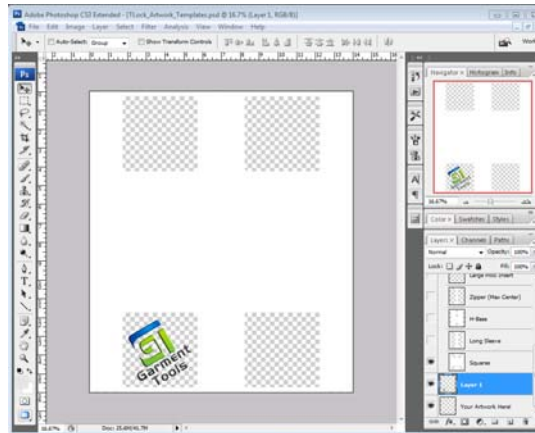 Adobe Photoshop CS3 Extended - [TLock_Artwork_Templates.psd @ 16.7% (Layer 1, RGB/8)]
File Edit Image Layer Select Filter Analysis View Window Help
Auto-Select: Group Show Transform Controls
Ps
Navigator x Histogram Info
Garment
Tools
16.67%
Color x Swatches Styles
Layers x Channels Paths
Normal Opacity: 100%
Lock: Fill: 100%
Zipper (Max Center)
M-Base
Long Sleeve
Squares
Layer 1
Your Artwork Here
Garment
Tools
16.67%